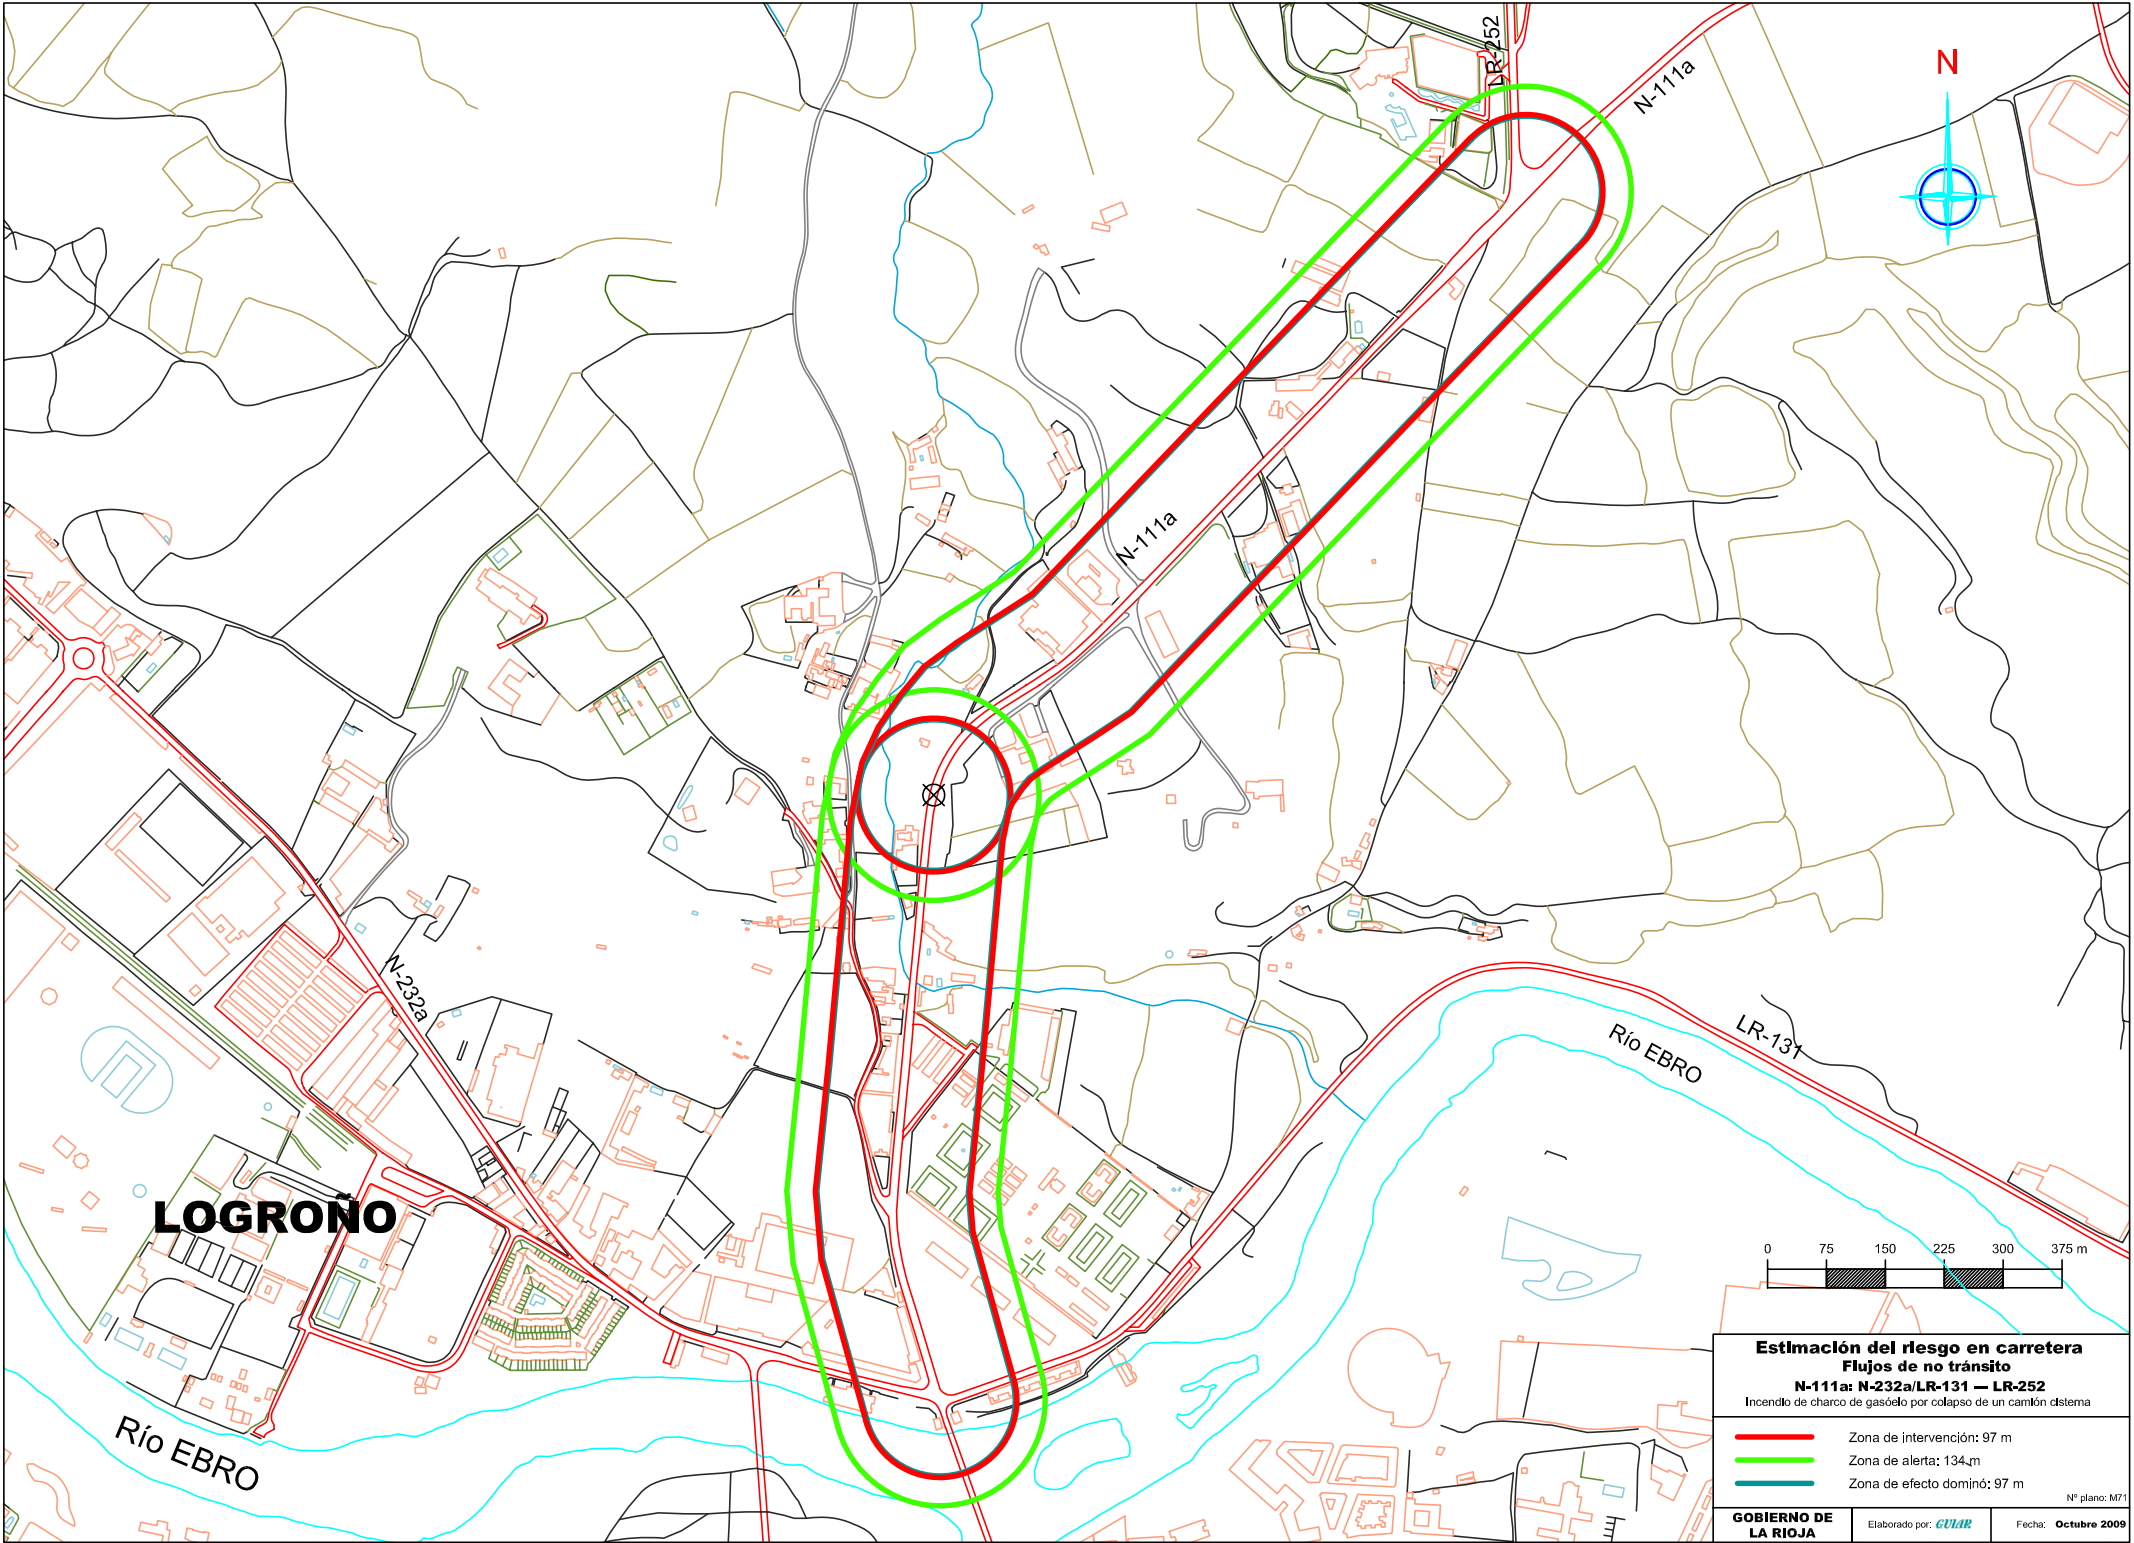 LR-252
N-111a
N
N-111a
N-232a
LR-131
Río EBRO
LOGROÑO
Río EBRO
0 75 150 225 300 375 m
Estimación del riesgo en carretera
Flujos de no tránsito
N-111a: N-232a/LR-131 — LR-252
Incendio de charco de gasóelo por colapso de un camión cisterna
Zona de intervención: 97 m
Zona de alerta: 134 m
Zona de efecto dominó: 97 m
Nº plano: M71
GOBIERNO DE
LA RIOJA
Elaborado por: GUIAR
Fecha: Octubre 2009